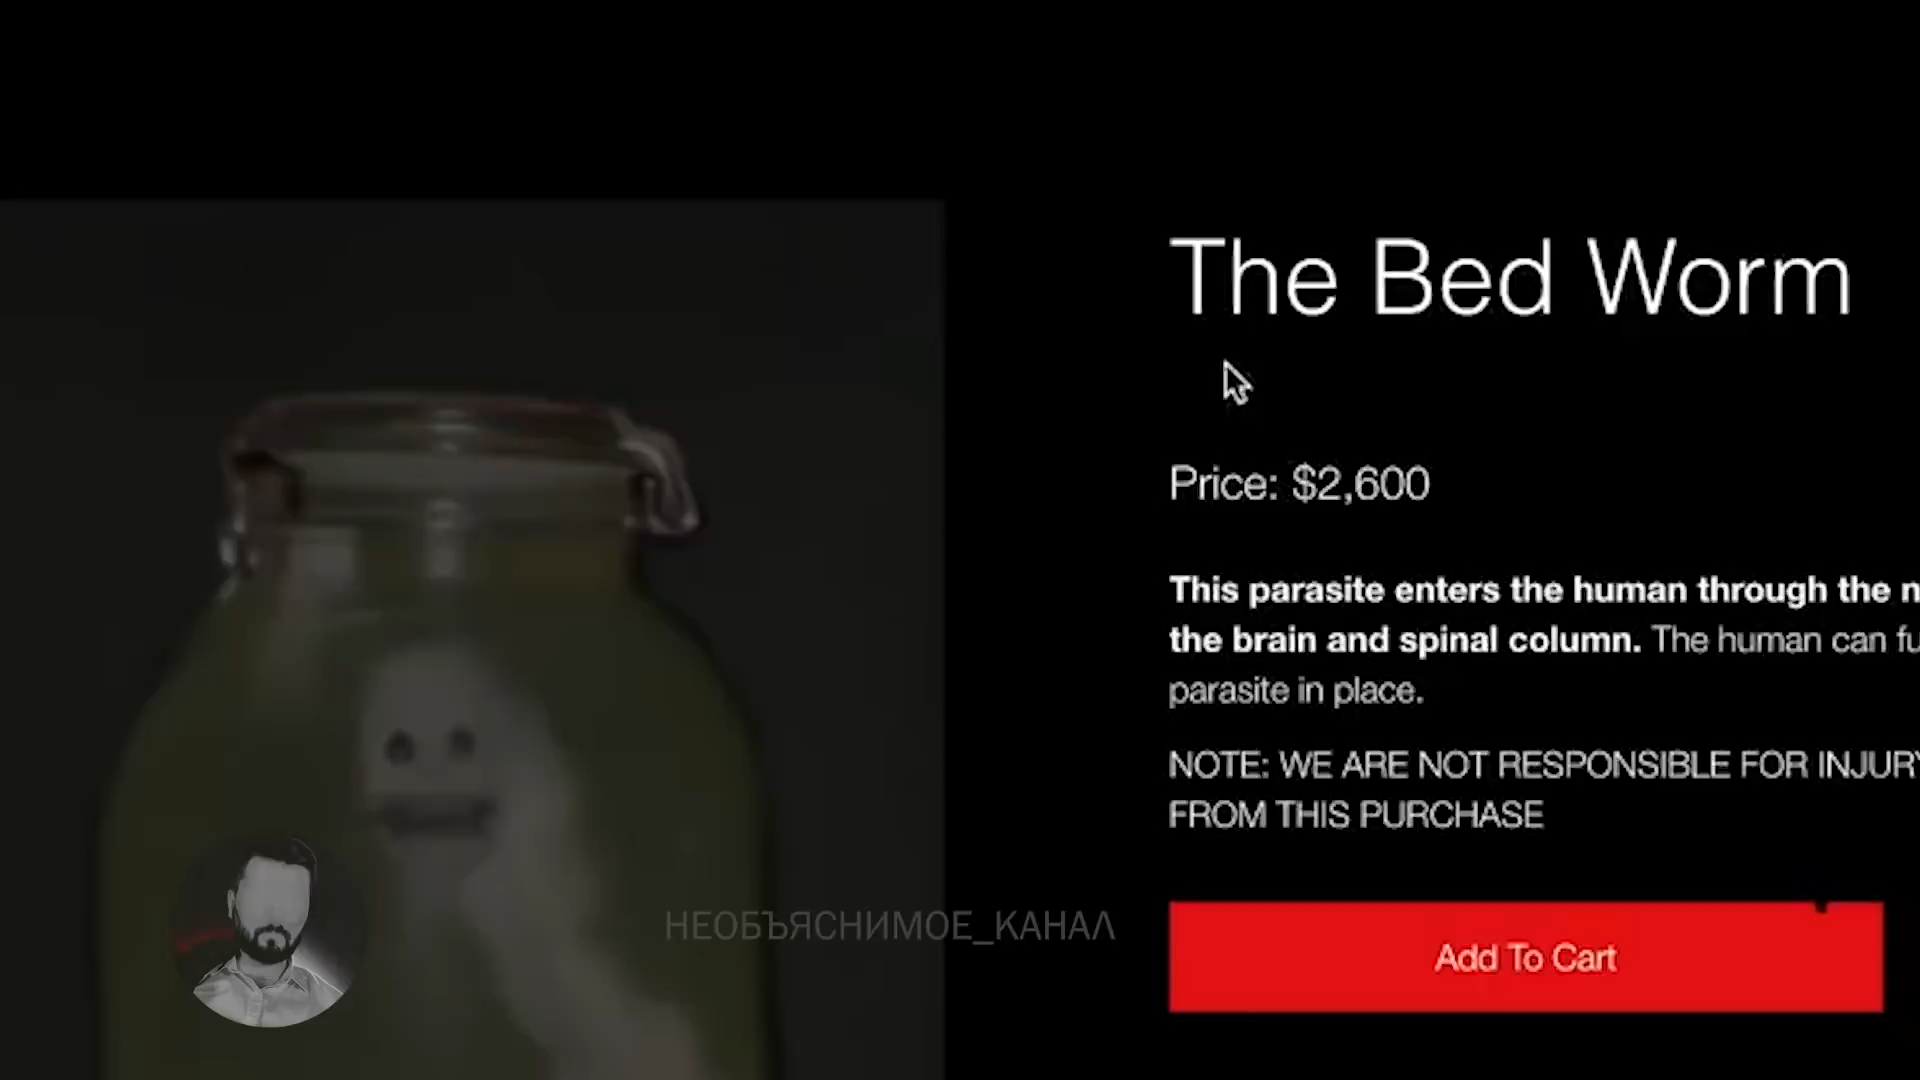 The Bed Worm
Price: $2,600
This parasite enters the human through the
the brain and spinal column. The human can
parasite in place.
NOTE: WE ARE NOT RESPONSIBLE FOR INJURY
FROM THIS PURCHASE
НЕОБЪЯСНИМОЕ_КАНАЛ
Add To Cart